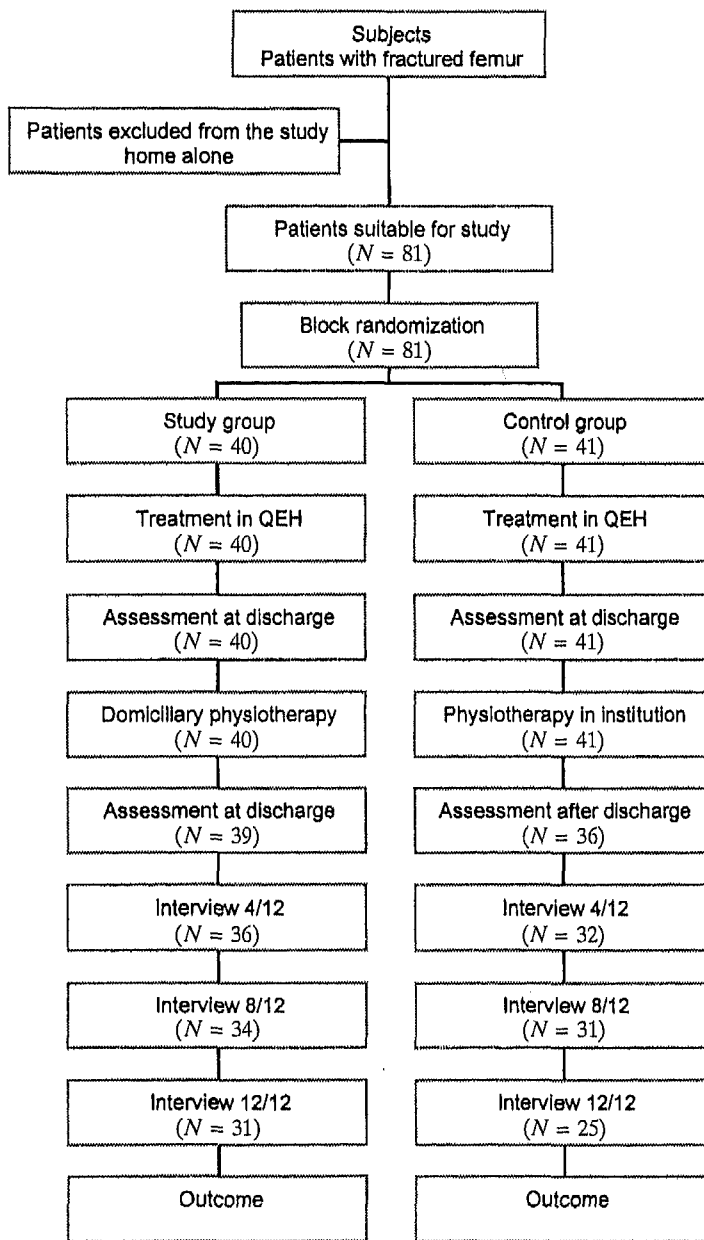 Subjects
Patients with fractured femur
Patients excluded from the study
home alone
Patients suitable for study
(N = 81)
Block randomization
(N = 81)
Study group
(N = 40)
Control group
(N = 41)
Treatment in QEH
(N = 40)
Treatment in QEH
(N = 41)
Assessment at discharge
(N = 40)
Assessment at discharge
(N = 41)
Domiciliary physiotherapy
(N = 40)
Physiotherapy in institution
(N = 41)
Assessment at discharge
(N = 39)
Assessment after discharge
(N = 36)
Interview 4/12
(N = 36)
Interview 4/12
(N = 32)
Interview 8/12
(N = 34)
Interview 8/12
(N = 31)
Interview 12/12
(N = 31)
Interview 12/12
(N = 25)
Outcome
Outcome